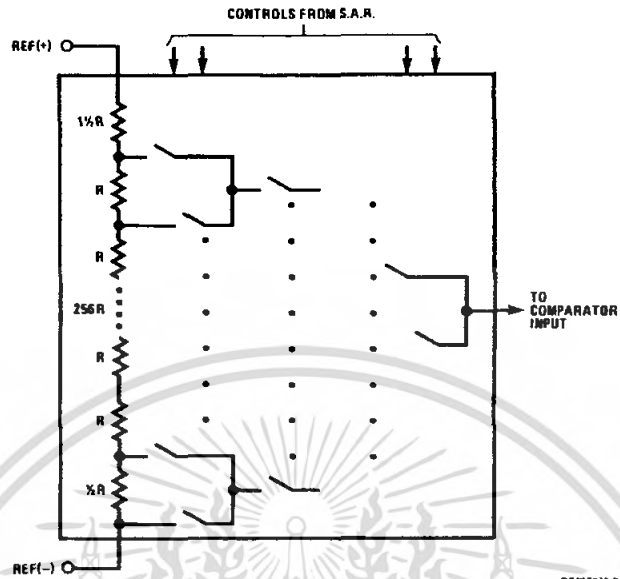 CONTROLS FROM S.A.R.
REF(+)
1½R
R
R
256R
R
R
½R
TO
COMPARATOR
INPUT
REF(-)